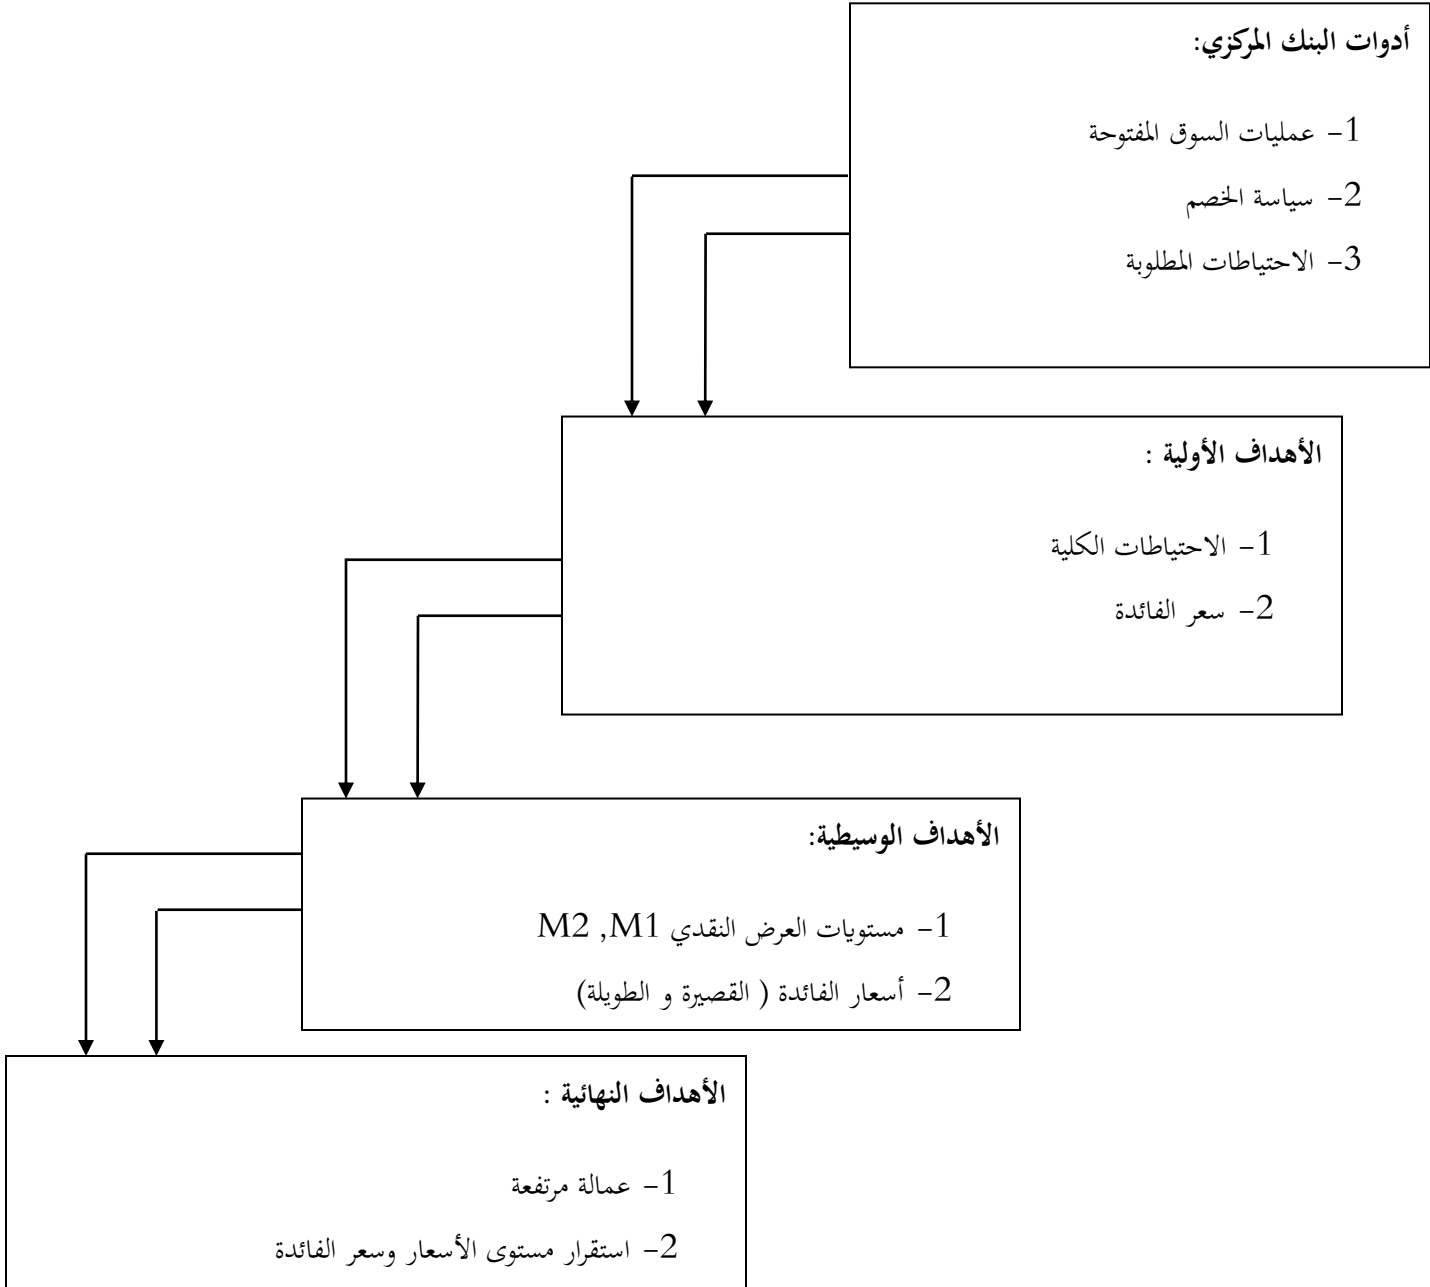 أدوات البنك المركزي:
1- عمليات السوق المفتوحة
2- سياسة الخصم
3- الاحتياطات المطلوبة
الأهداف الأولية :
1- الاحتياطات الكلية
2- سعر الفائدة
الأهداف الوسيطية:
1- مستويات العرض النقدي M2 ,M1
2- أسعار الفائدة ( القصيرة و الطويلة)
الأهداف النهائية :
1- عمالة مرتفعة
2- استقرار مستوى الأسعار وسعر الفائدة